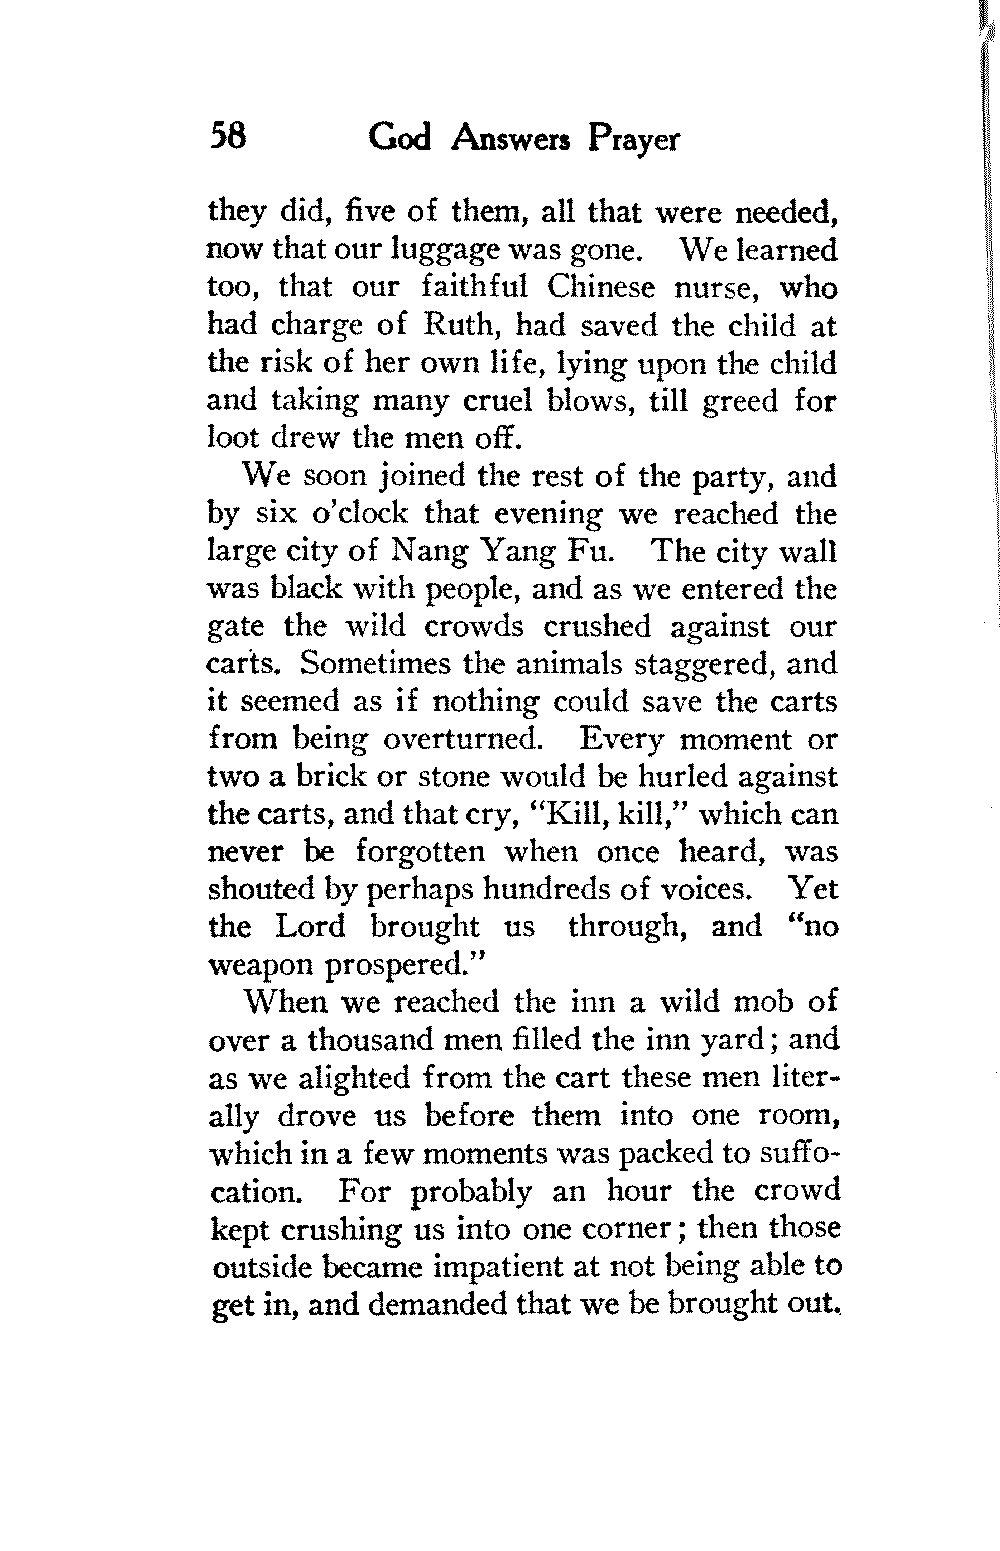 58 God Answers Prayer
they did, five of them, all that were needed,
now that our luggage was gone. We learned
too, that our faithful Chinese nurse, who
had charge of Ruth, had saved the child at
the risk of her own life, lying upon the child
and taking many cruel blows, till greed for
loot drew the men off.
We soon joined the rest of the party, and
by six o'clock that evening we reached the
large city of Nang Yang Fu. The city wall
was black with people, and as we entered the
gate the wild crowds crushed against our
carts. Sometimes the animals staggered, and
it seemed as if nothing could save the carts
from being overturned. Every moment or
two a brick or stone would be hurled against
the carts, and that cry, “Kill, kill,” which can
never be forgotten when once heard, was
shouted by perhaps hundreds of voices. Yet
the Lord brought us through, and “no
weapon prospered.”
When we reached the inn a wild mob of
over a thousand men filled the inn yard; and
as we alighted from the cart these men liter-
ally drove us before them into one room,
which in a few moments was packed to suffo-
cation. For probably an hour the crowd
kept crushing us into one corner; then those
outside became impatient at not being able to
get in, and demanded that we be brought out.